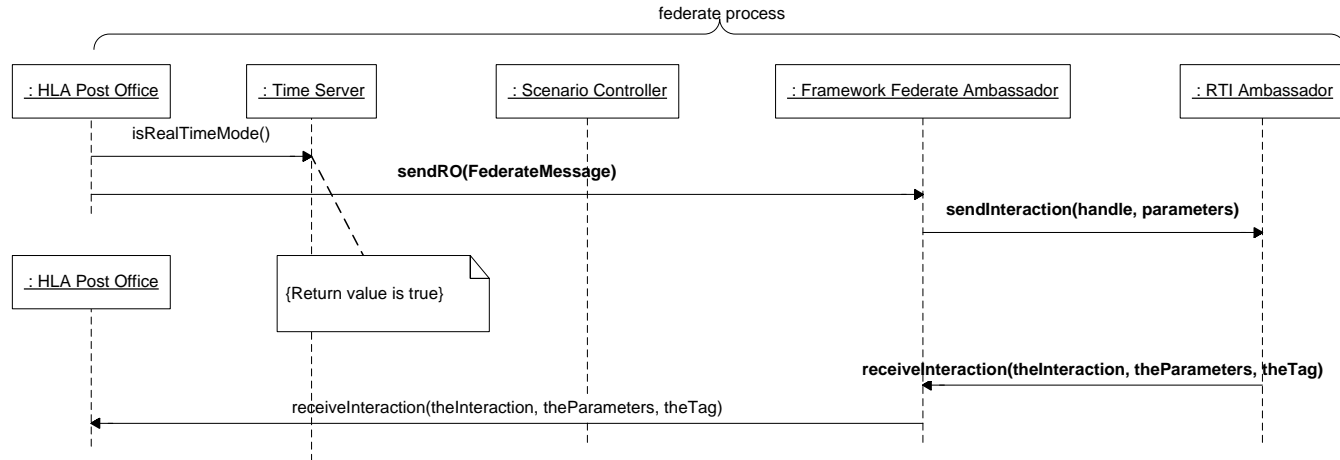 federate process
: HLA Post Office
: Time Server
: Scenario Controller
: Framework Federate Ambassador
: RTI Ambassador
isRealTimeMode()
sendRO(FederateMessage)
sendInteraction(handle, parameters)
: HLA Post Office
{Return value is true}
receiveInteraction(theInteraction, theParameters, theTag)
receiveInteraction(theInteraction, theParameters, theTag)